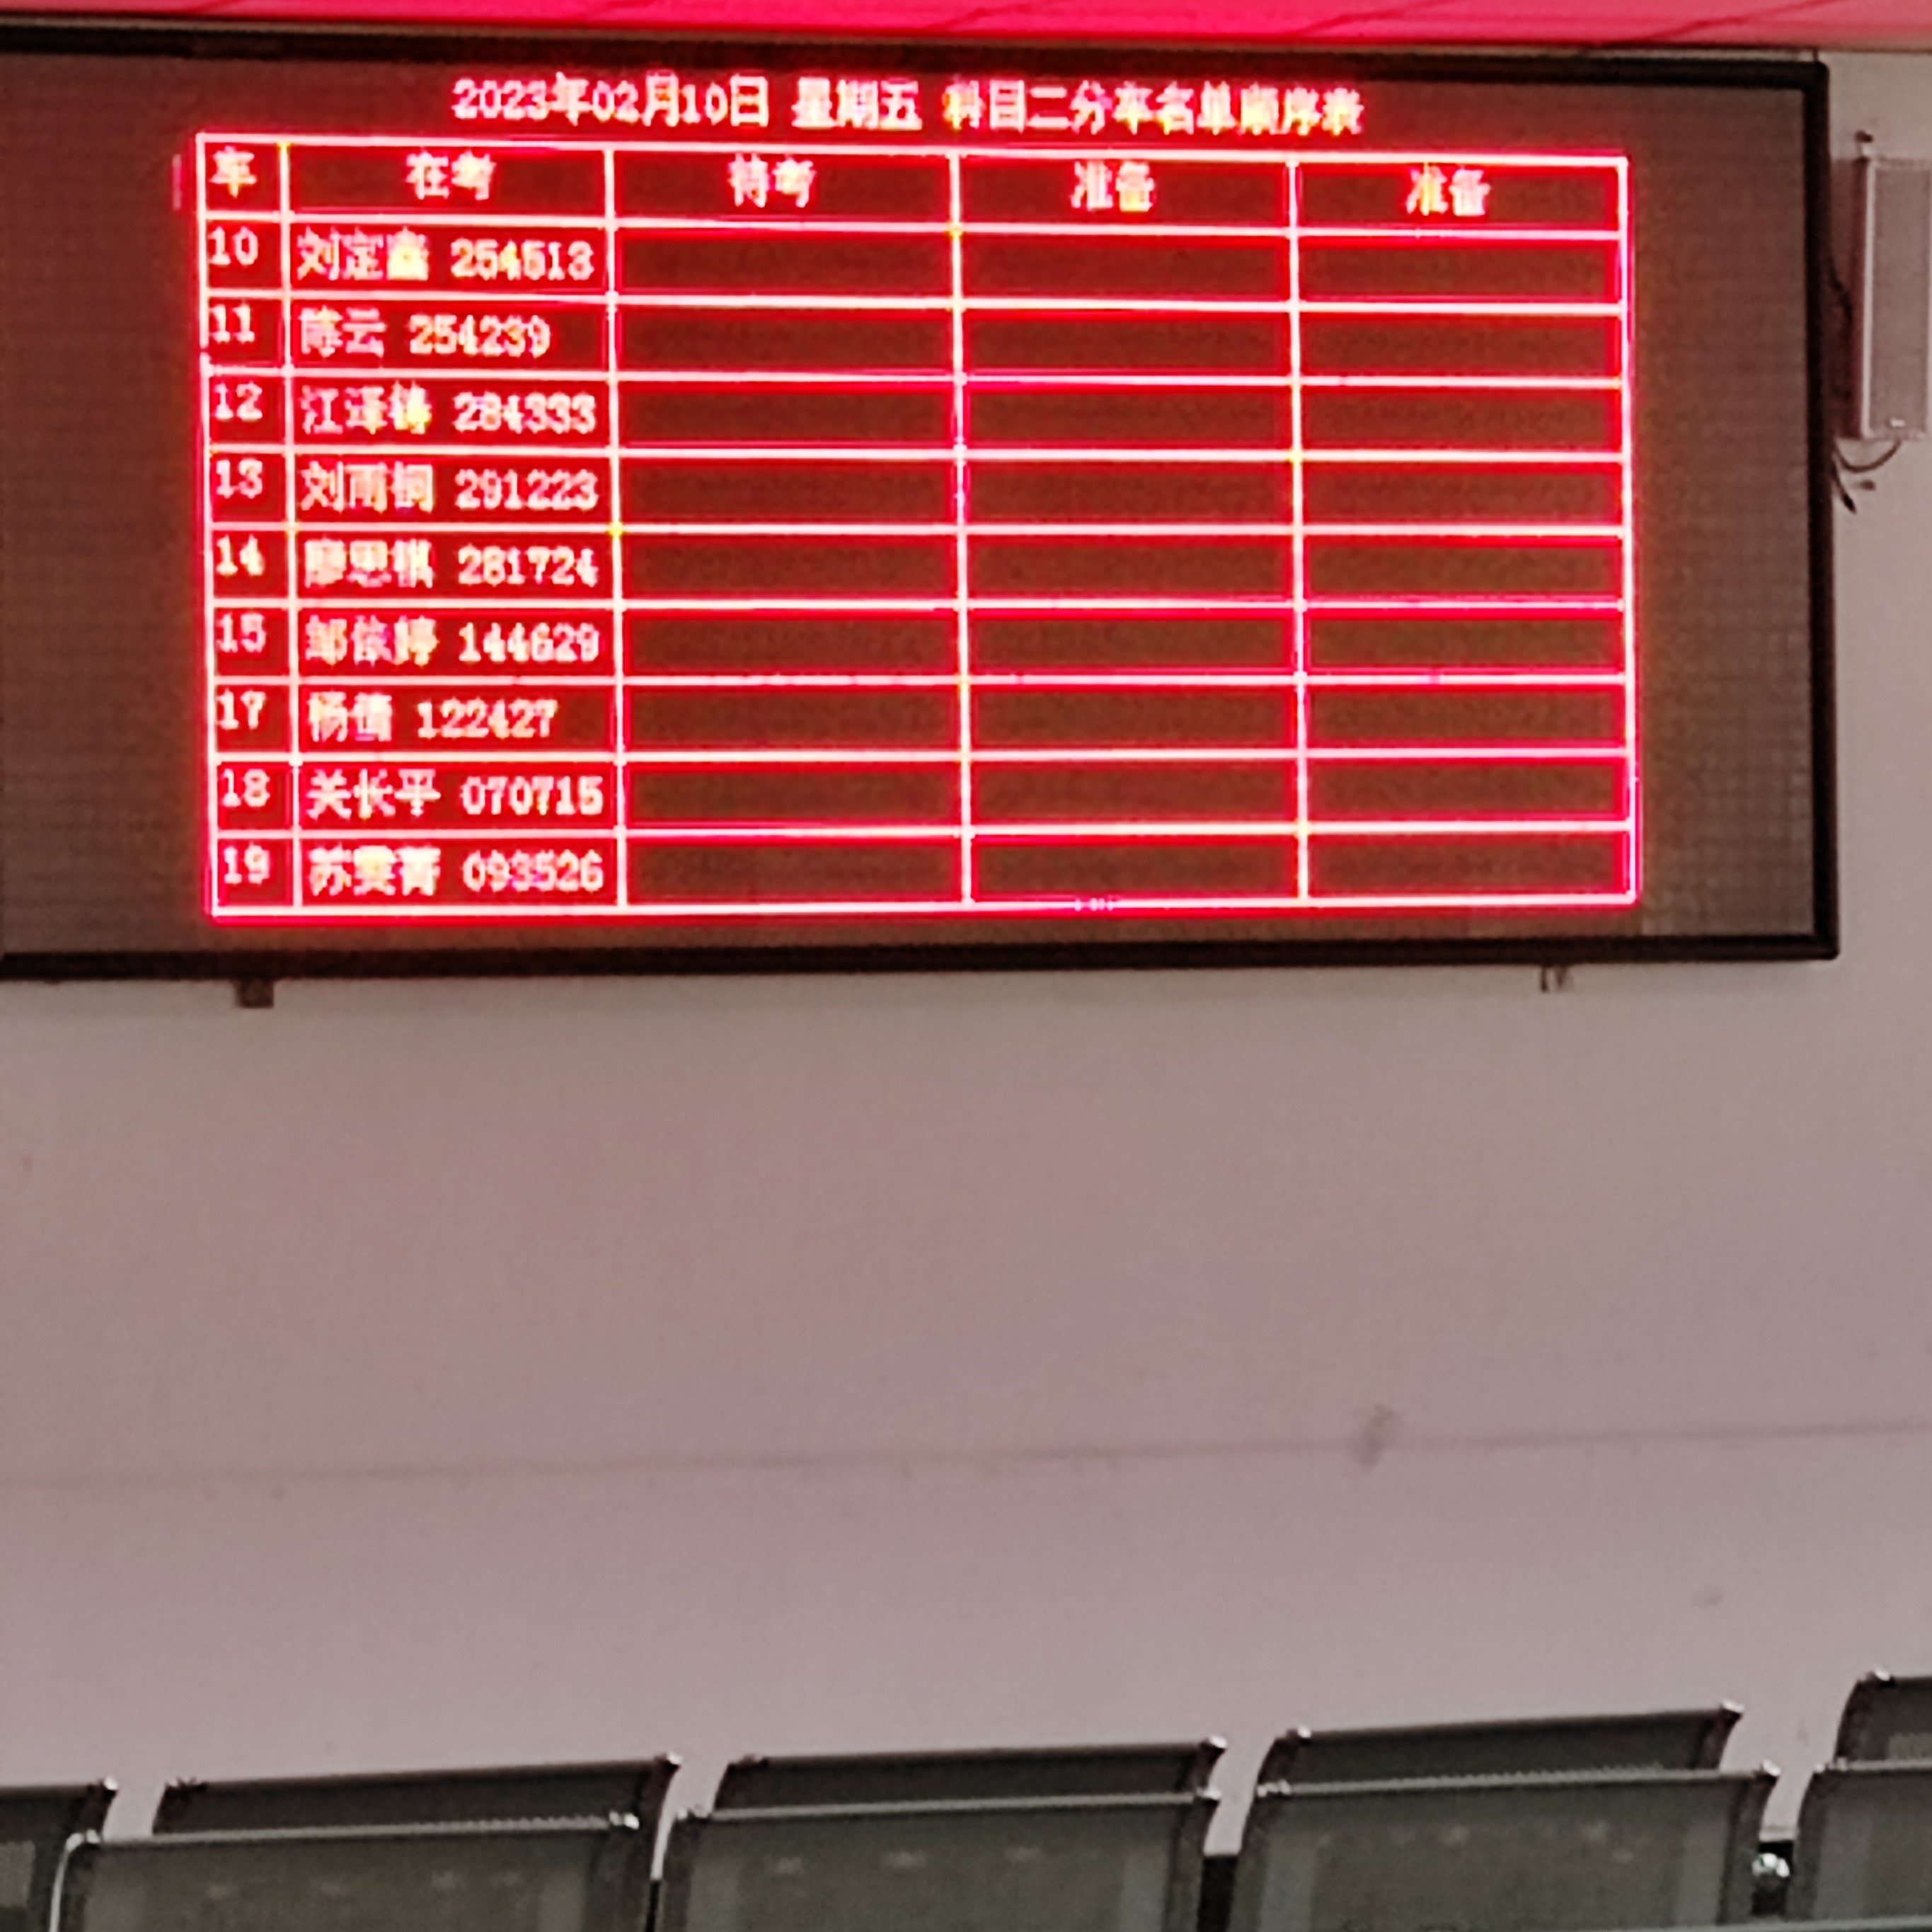 2023年02月10日 星期五 科目二分车名单顺序表
车 在考 待考 准备 准备
10 刘定鑫 254513
11 陈云 254239
12 江泽铸 284333
13 刘雨桐 291223
14 廖思祺 281724
15 邹依婷 144629
17 杨倩 122427
18 关长平 070715
19 苏雯菁 093526